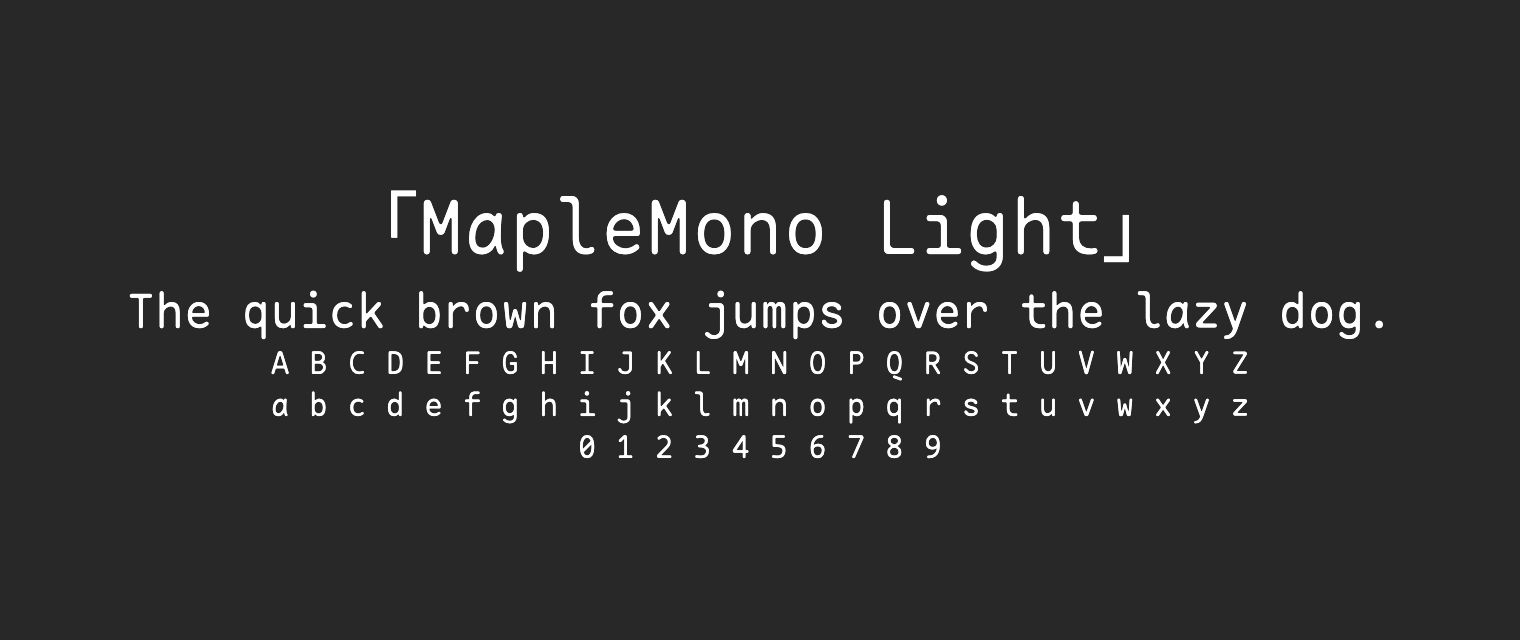 「MapleMono Light」
The quick brown fox jumps over the lazy dog.
A B C D E F G H I J K L M N O P Q R S T U V W X Y Z
a b c d e f g h i j k l m n o p q r s t u v w x y z
0 1 2 3 4 5 6 7 8 9